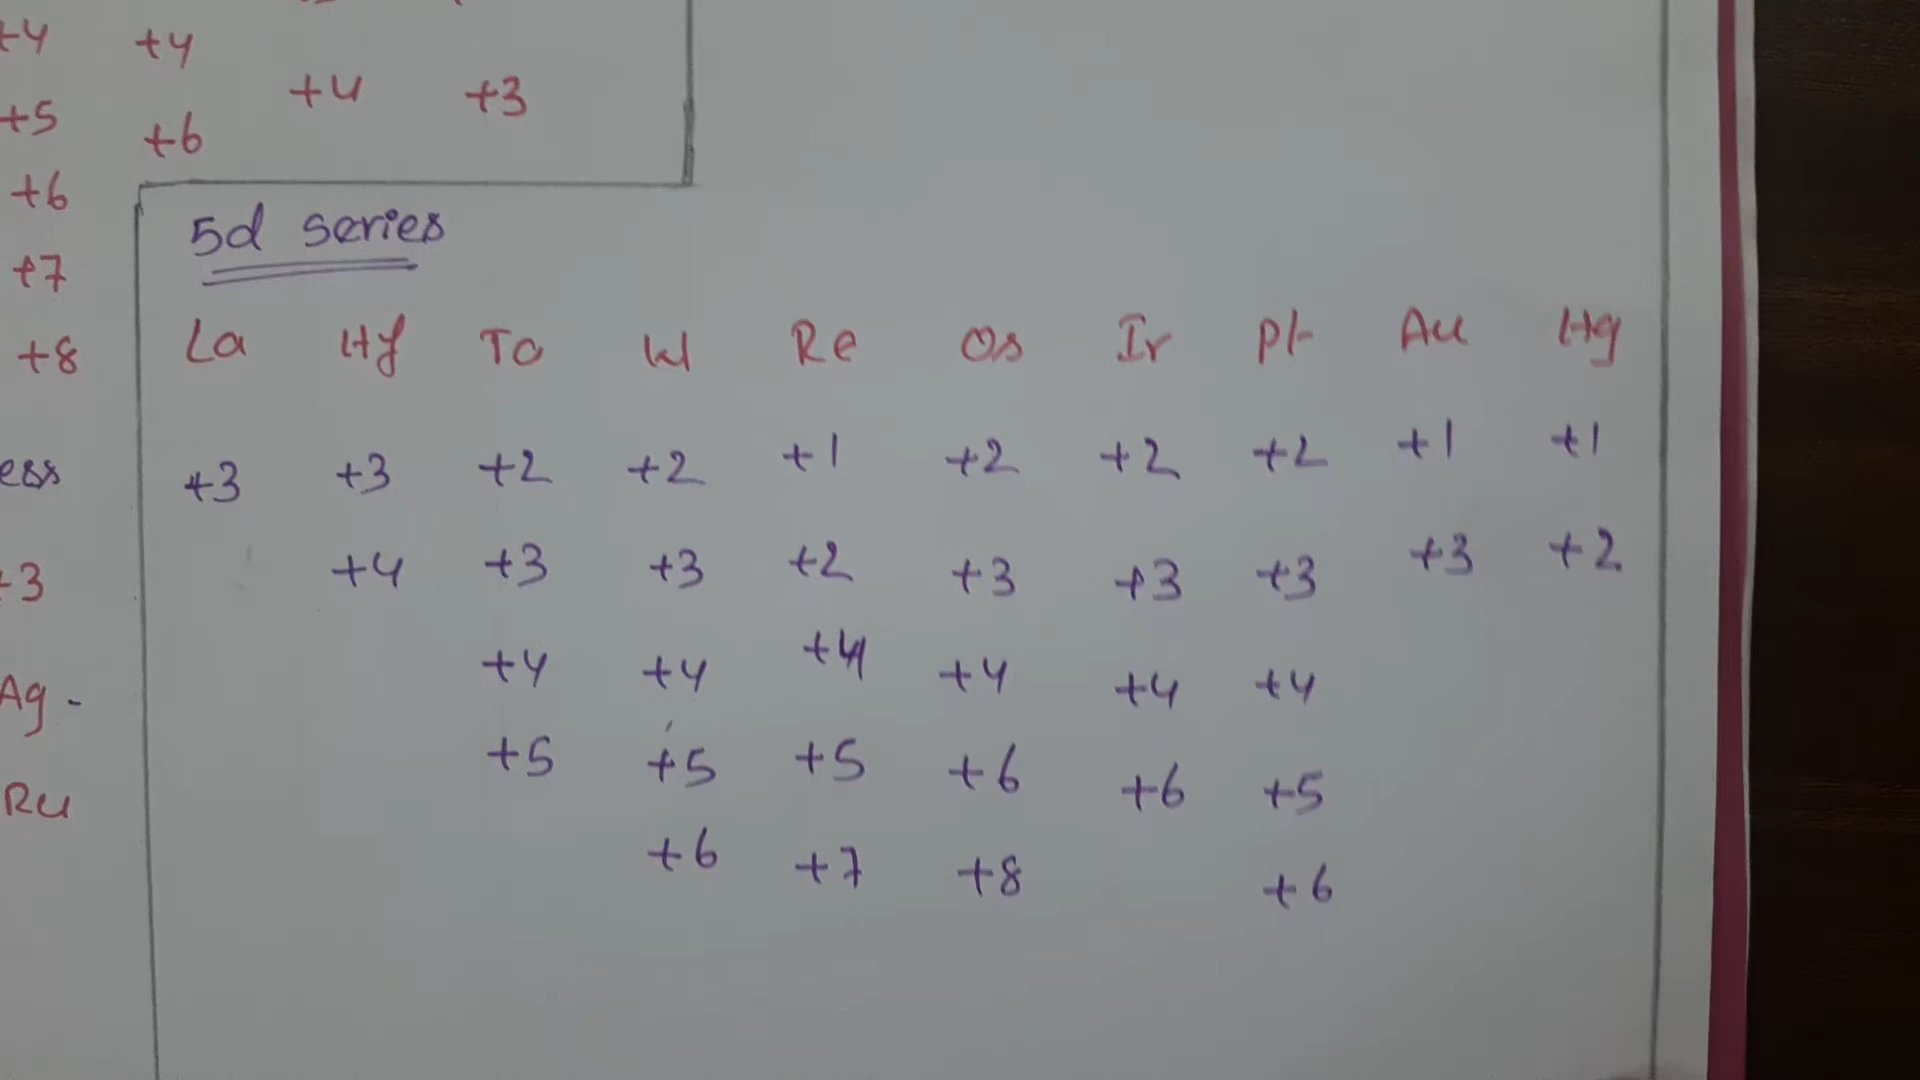 +4 +4
+4 +3
+5 +6
+6
+7
+8
5d series
La Hf Ta W Re Os Ir Pt Au Hg
ess
+3 +3 +2 +2 +1 +2 +2 +2 +1 +1
+3
+4 +3 +3 +2 +3 +3 +3 +3 +2
Ag -
+4 +4 +4 +4 +4 +4
Ru
+5 +5 +5 +6 +6 +5
+6 +7 +8 +6